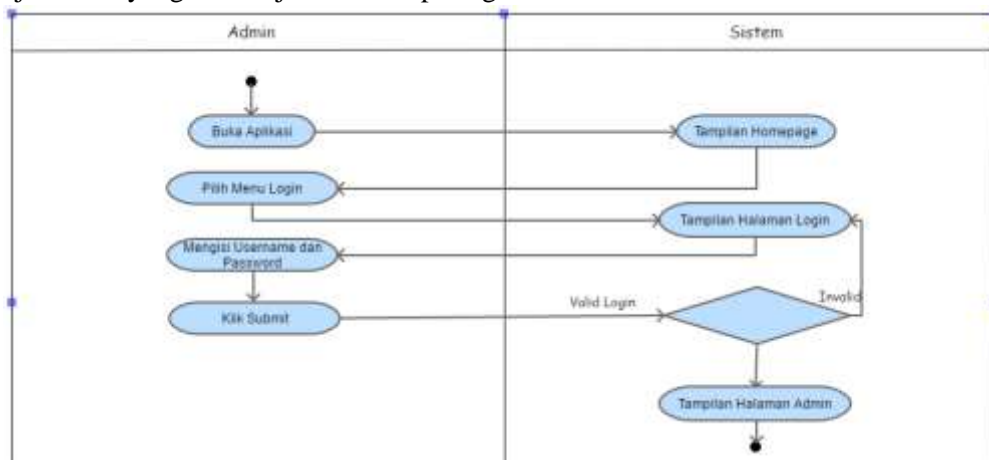 Admin
Sistem
Buka Aplikasi
Tampilan Homepage
Pilih Menu Login
Tampilan Halaman Login
Mengisi Username dan
Password
Klik Submit
Valid Login
Invalid
Tampilan Halaman Admin